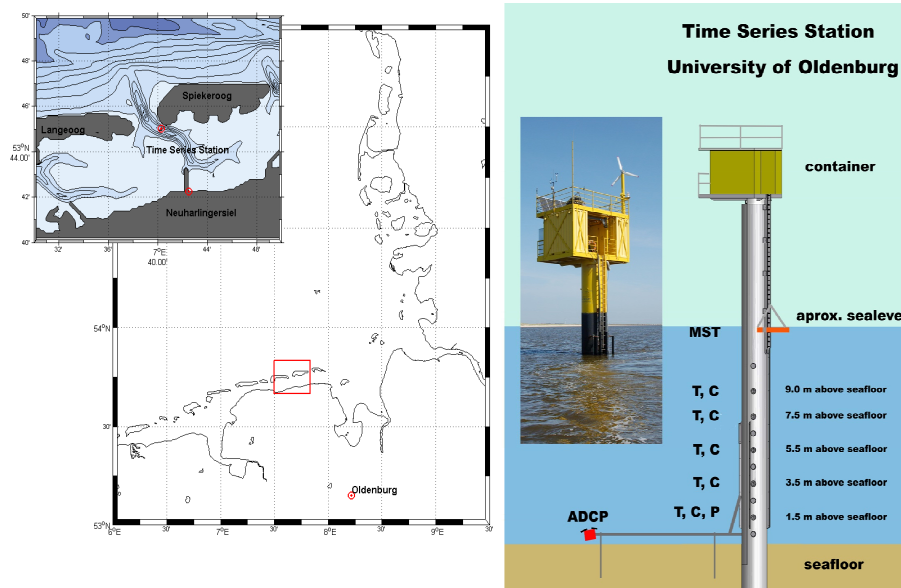 50'
48'
46'
53°N
44.00'
42'
40'
32'
7°E
40.00'
44'
48'
Spiekeroog
Langeoog
Time Series Station
Neuharlingersiel
54°N
30'
53°N
6°E
30'
7°E
30'
8°E
30'
9°E
30'
Oldenburg
Time Series Station
University of Oldenburg
container
aprox. sealeve
MST
T, C
9.0 m above seafloor
T, C
7.5 m above seafloor
T, C
5.5 m above seafloor
T, C
3.5 m above seafloor
T, C, P
1.5 m above seafloor
ADCP
seafloor